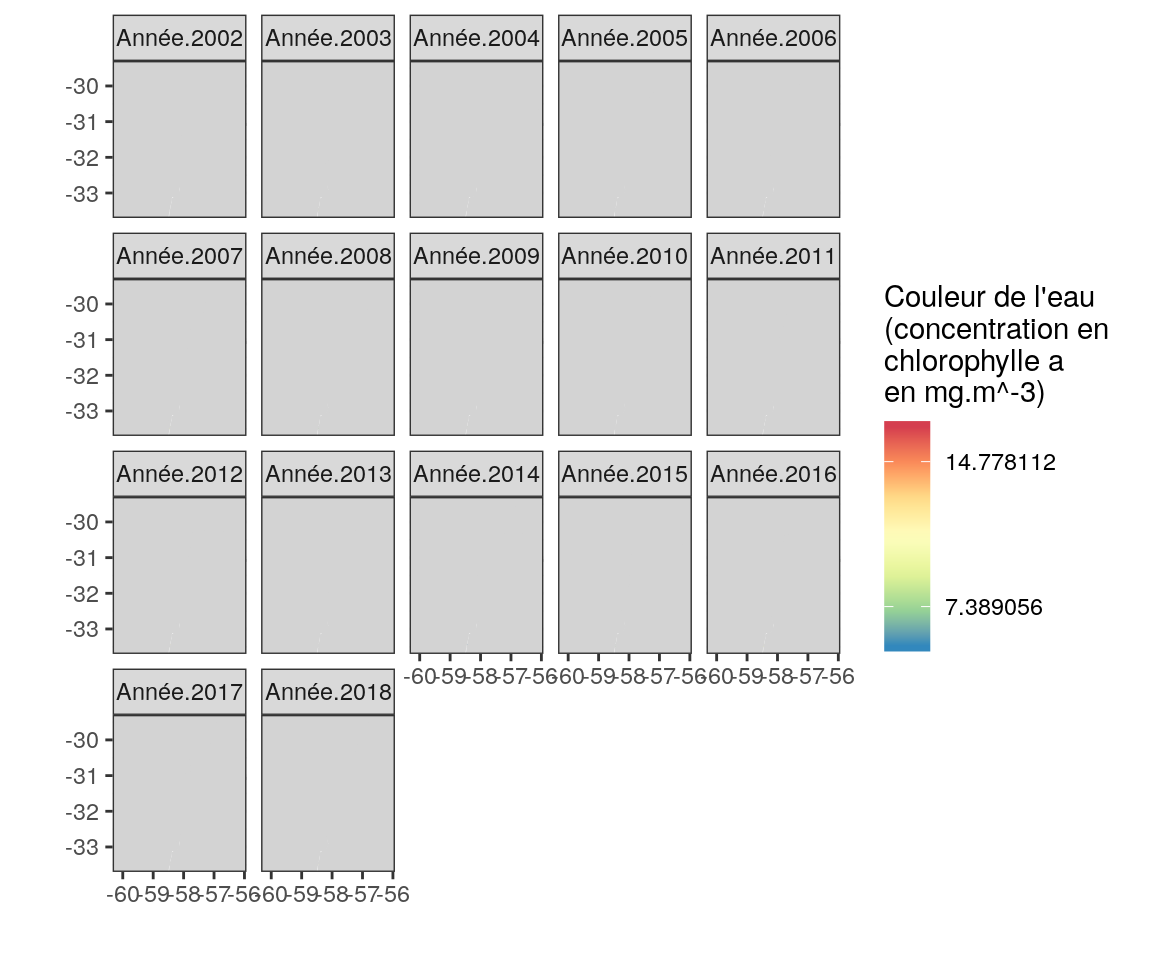 Année.2002 Année.2003 Année.2004 Année.2005 Année.2006
-30
-31
-32
-33
Année.2007 Année.2008 Année.2009 Année.2010 Année.2011
-30
-31
-32
-33
Couleur de l'eau
(concentration en
chlorophylle a
en mg.m^-3)
14.778112
7.389056
Année.2012 Année.2013 Année.2014 Année.2015 Année.2016
-30
-31
-32
-33
-60 -59 -58 -57 -56 -60 -59 -58 -57 -56 -60 -59 -58 -57 -56
Année.2017 Année.2018
-30
-31
-32
-33
-60 -59 -58 -57 -56 -60 -59 -58 -57 -56